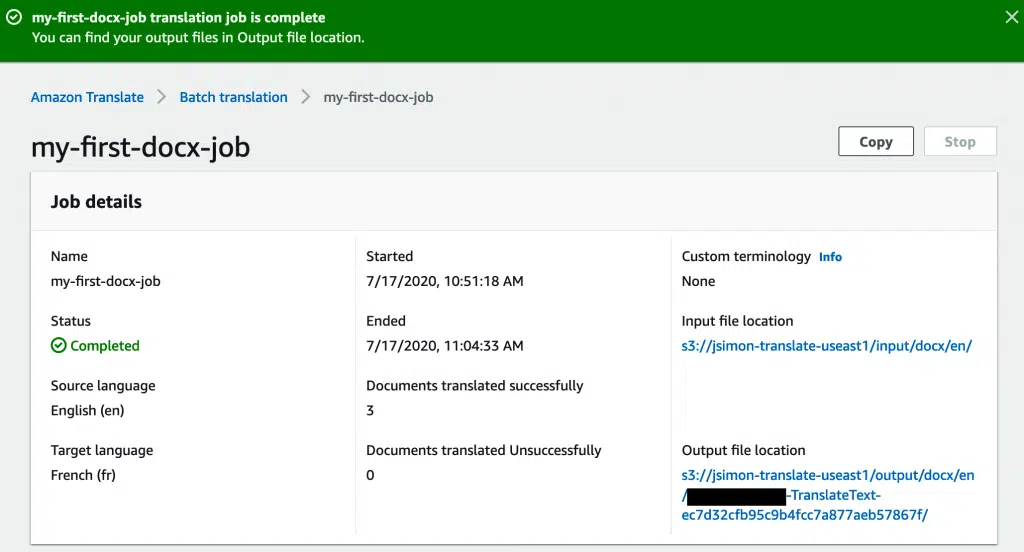 my-first-docx-job translation job is complete
You can find your output files in Output file location.
Amazon Translate > Batch translation > my-first-docx-job
my-first-docx-job
Copy
Stop
Job details
Name
my-first-docx-job
Status
Completed
Source language
English (en)
Target language
French (fr)
Started
7/17/2020, 10:51:18 AM
Ended
7/17/2020, 11:04:33 AM
Documents translated successfully
3
Documents translated Unsuccessfully
0
Custom terminology Info
None
Input file location
s3://jsimon-translate-useast1/input/docx/en/
Output file location
s3://jsimon-translate-useast1/output/docx/en
/-TranslateText-
ec7d32cfb95c9b4fcc7a877aeb57867f/